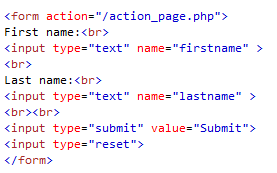 <form action="/action_page.php">
First name:<br>
<input type="text" name="firstname" >
<br>
Last name:<br>
<input type="text" name="lastname" >
<br><br>
<input type="submit" value="Submit">
<input type="reset">
</form>